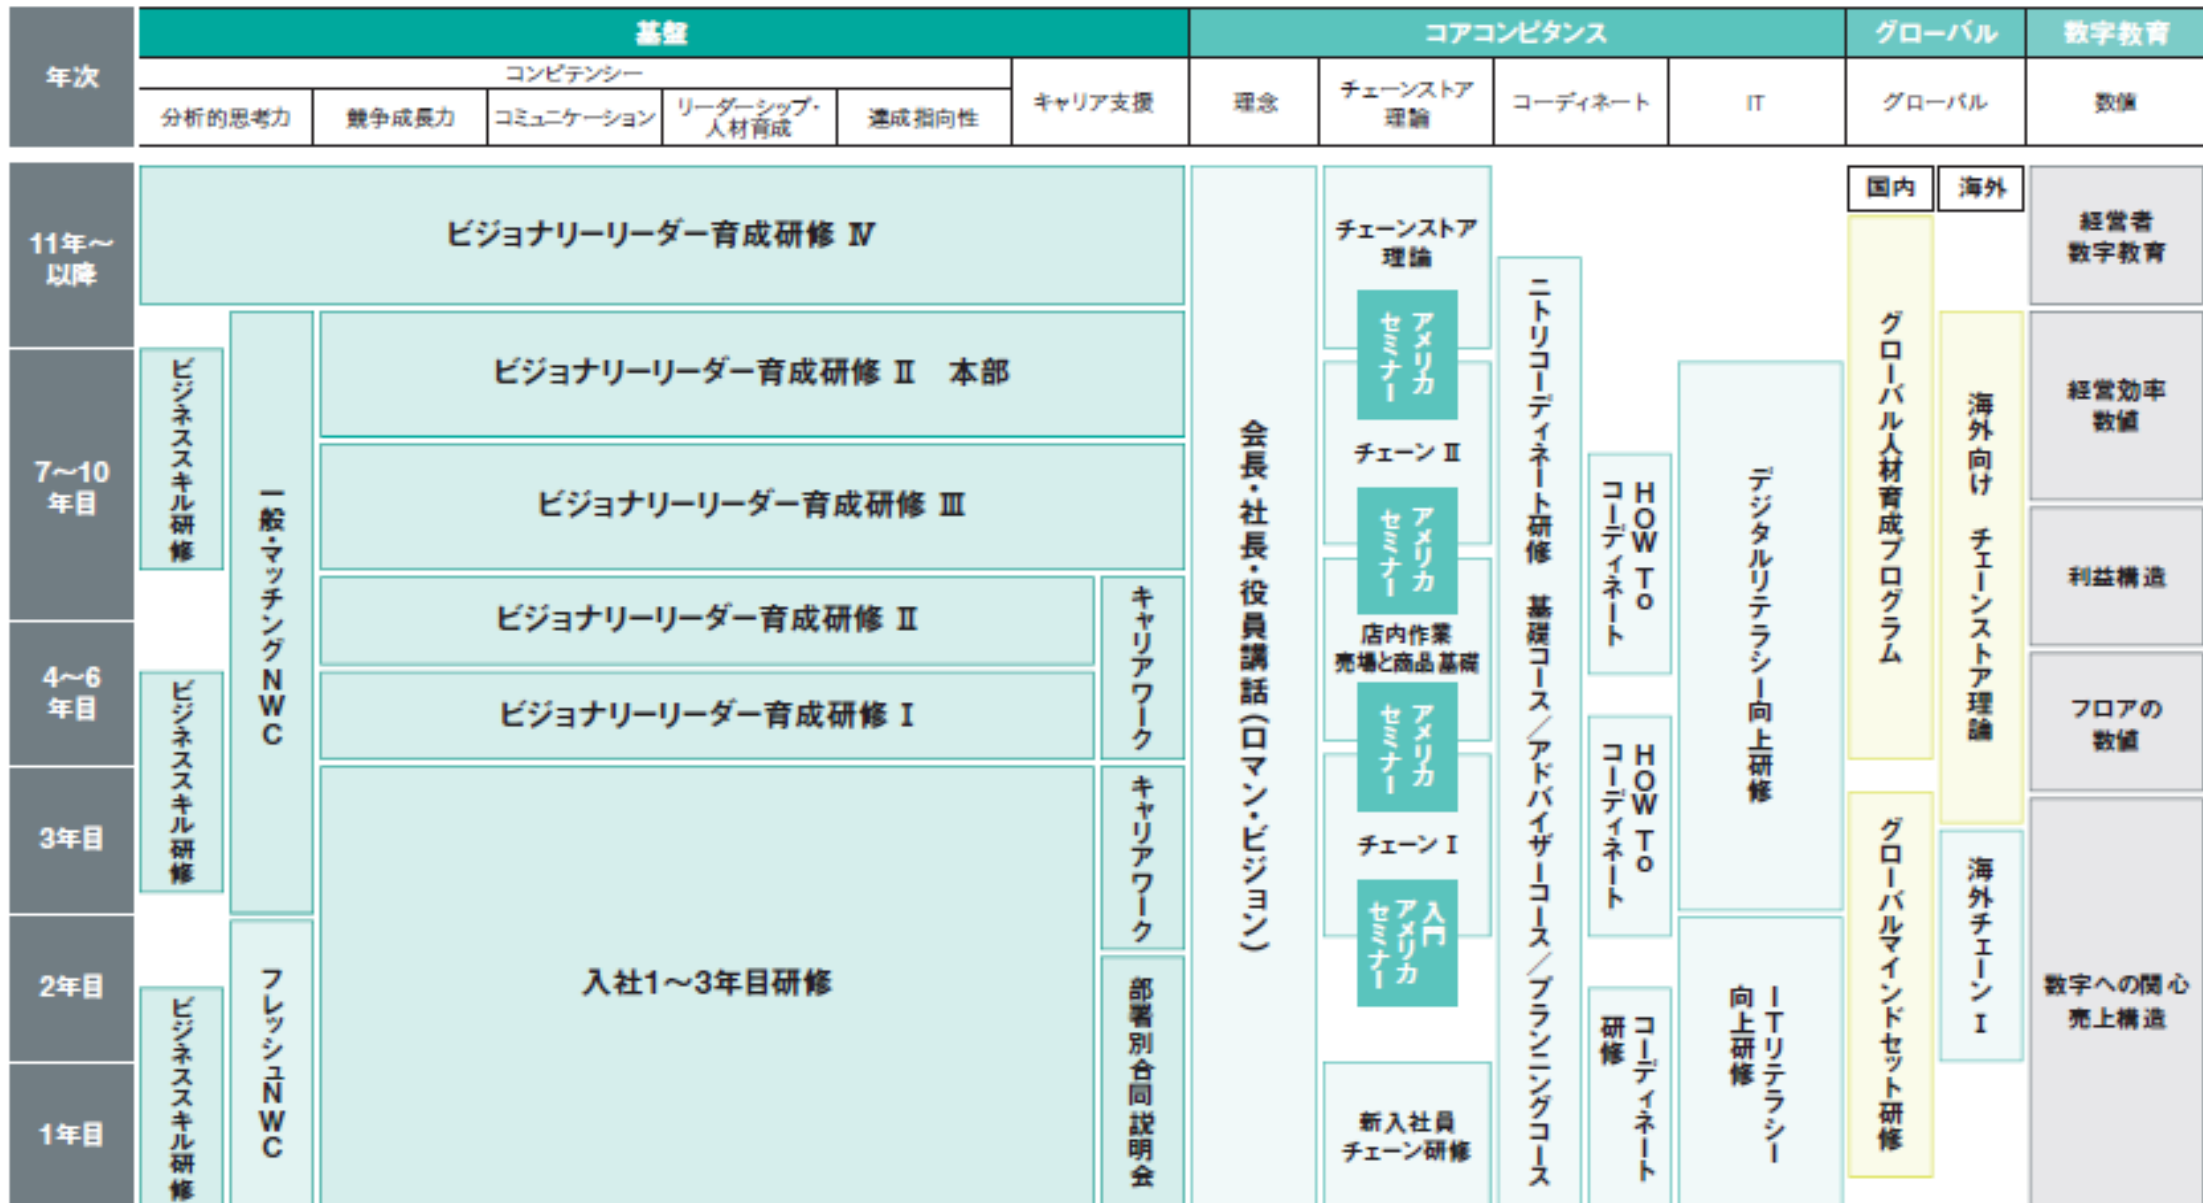 年次
基盤
コアコンピタンス
グローバル
数字教育
コンピテンシー
キャリア支援
理念
チェーンストア
理論
コーディネート
IT
グローバル
数値
分析的思考力
競争成長力
コミュニケーション
リーダーシップ・
人材育成
達成指向性
11年～
以降
7～10
年目
4～6
年目
3年目
2年目
1年目
ビジョナリーリーダー育成研修 Ⅳ
ビジネススキル研修
ビジネススキル研修
ビジネススキル研修
一般・マッチングNWC
フレッシュNWC
ビジョナリーリーダー育成研修 Ⅱ　本部
ビジョナリーリーダー育成研修 Ⅲ
ビジョナリーリーダー育成研修 Ⅱ
ビジョナリーリーダー育成研修 Ⅰ
入社1～3年目研修
キャリアワーク
キャリアワーク
部署別合同説明会
会長・社長・役員講話（ロマン・ビジョン）
チェーンストア
理論
アメリカ
セミナー
チェーン Ⅱ
アメリカ
セミナー
店内作業
売場と商品基礎
アメリカ
セミナー
チェーン Ⅰ
入門
アメリカ
セミナー
新入社員
チェーン研修
ニトリコーディネート研修　基礎コース／アドバイザーコース／プランニングコース
HOW To
コーディネート
HOW To
コーディネート
コーディネート
研修
デジタルリテラシー向上研修
ITリテラシー
向上研修
国内
海外
グローバル人材育成プログラム
グローバルマインドセット研修
海外向け　チェーンストア理論
海外チェーン Ⅰ
経営者
数字教育
経営効率
数値
利益構造
フロアの
数値
数字への関心
売上構造